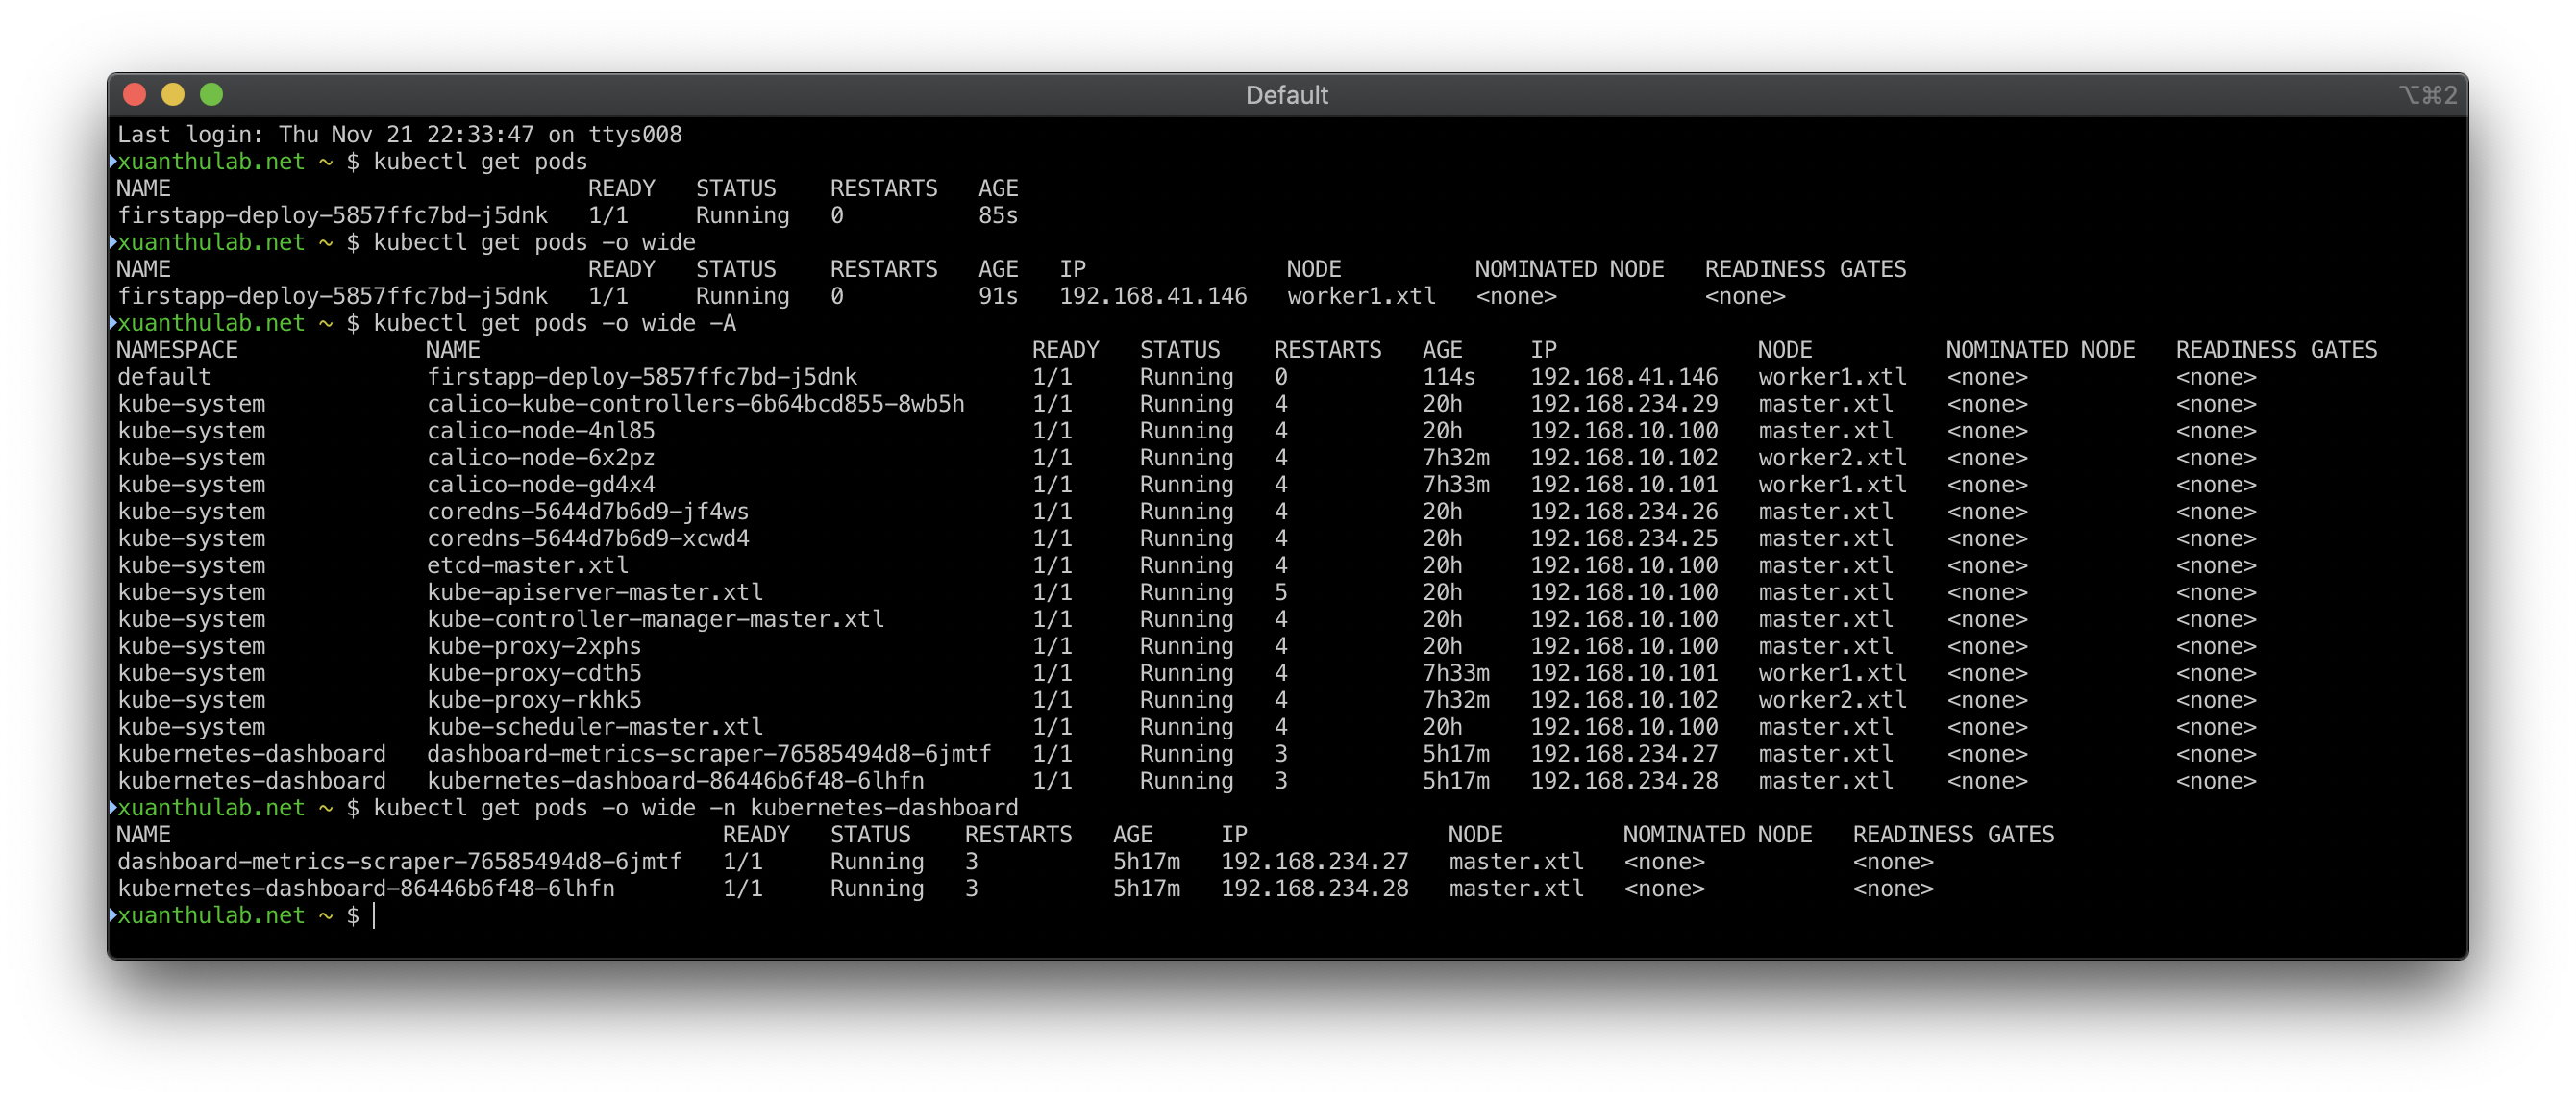 Default
⌥⌘2
Last login: Thu Nov 21 22:33:47 on ttys008
xuanthulab.net ~ $ kubectl get pods
NAME                               READY   STATUS    RESTARTS   AGE
firstapp-deploy-5857ffc7bd-j5dnk   1/1     Running   0          85s
xuanthulab.net ~ $ kubectl get pods -o wide
NAME                               READY   STATUS    RESTARTS   AGE   IP               NODE          NOMINATED NODE   READINESS GATES
firstapp-deploy-5857ffc7bd-j5dnk   1/1     Running   0          91s   192.168.41.146   worker1.xtl   <none>           <none>
xuanthulab.net ~ $ kubectl get pods -o wide -A
NAMESPACE              NAME                                         READY   STATUS    RESTARTS   AGE     IP               NODE          NOMINATED NODE   READINESS GATES
default                firstapp-deploy-5857ffc7bd-j5dnk             1/1     Running   0          114s    192.168.41.146   worker1.xtl   <none>           <none>
kube-system            calico-kube-controllers-6b64bcd855-8wb5h     1/1     Running   4          20h     192.168.234.29   master.xtl    <none>           <none>
kube-system            calico-node-4nl85                            1/1     Running   4          20h     192.168.10.100   master.xtl    <none>           <none>
kube-system            calico-node-6x2pz                            1/1     Running   4          7h32m   192.168.10.102   worker2.xtl   <none>           <none>
kube-system            calico-node-gd4x4                            1/1     Running   4          7h33m   192.168.10.101   worker1.xtl   <none>           <none>
kube-system            coredns-5644d7b6d9-jf4ws                     1/1     Running   4          20h     192.168.234.26   master.xtl    <none>           <none>
kube-system            coredns-5644d7b6d9-xcwd4                     1/1     Running   4          20h     192.168.234.25   master.xtl    <none>           <none>
kube-system            etcd-master.xtl                              1/1     Running   4          20h     192.168.10.100   master.xtl    <none>           <none>
kube-system            kube-apiserver-master.xtl                    1/1     Running   5          20h     192.168.10.100   master.xtl    <none>           <none>
kube-system            kube-controller-manager-master.xtl           1/1     Running   4          20h     192.168.10.100   master.xtl    <none>           <none>
kube-system            kube-proxy-2xphs                             1/1     Running   4          20h     192.168.10.100   master.xtl    <none>           <none>
kube-system            kube-proxy-cdth5                             1/1     Running   4          7h33m   192.168.10.101   worker1.xtl   <none>           <none>
kube-system            kube-proxy-rkhk5                             1/1     Running   4          7h32m   192.168.10.102   worker2.xtl   <none>           <none>
kube-system            kube-scheduler-master.xtl                    1/1     Running   4          20h     192.168.10.100   master.xtl    <none>           <none>
kubernetes-dashboard   dashboard-metrics-scraper-76585494d8-6jmtf   1/1     Running   3          5h17m   192.168.234.27   master.xtl    <none>           <none>
kubernetes-dashboard   kubernetes-dashboard-86446b6f48-6lhfn        1/1     Running   3          5h17m   192.168.234.28   master.xtl    <none>           <none>
xuanthulab.net ~ $ kubectl get pods -o wide -n kubernetes-dashboard
NAME                                         READY   STATUS    RESTARTS   AGE     IP               NODE         NOMINATED NODE   READINESS GATES
dashboard-metrics-scraper-76585494d8-6jmtf   1/1     Running   3          5h17m   192.168.234.27   master.xtl   <none>           <none>
kubernetes-dashboard-86446b6f48-6lhfn        1/1     Running   3          5h17m   192.168.234.28   master.xtl   <none>           <none>
xuanthulab.net ~ $